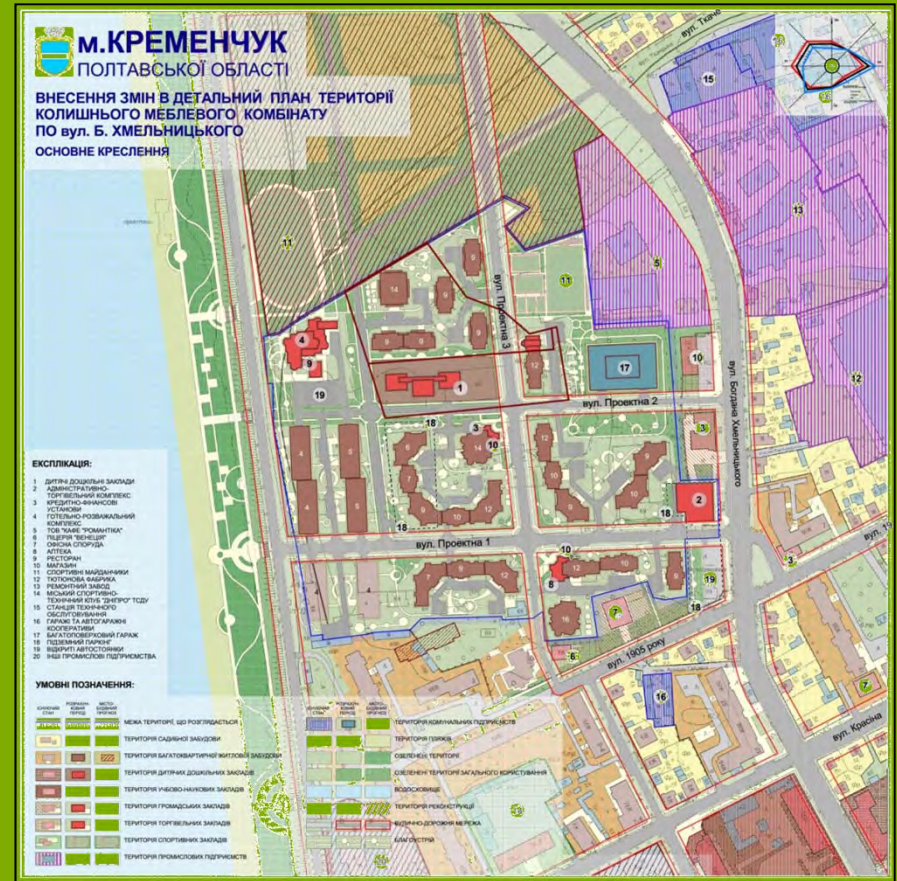 м.КРЕМЕНЧУК
ПОЛТАВСЬКОЇ ОБЛАСТІ
ВНЕСЕННЯ ЗМІН В ДЕТАЛЬНИЙ ПЛАН ТЕРИТОРІЇ
КОЛИШНЬОГО МЕБЛЕВОГО КОМБІНАТУ
ПО вул. Б. ХМЕЛЬНИЦЬКОГО
ОСНОВНЕ КРЕСЛЕННЯ
вул. Проектна 3
вул. Проектна 2
вул. Богдана Хмельницького
вул. Проектна 1
вул. 1905 року
вул. Красіна
ЕКСПЛІКАЦІЯ:
1 ДИТЯЧІ ДОШКІЛЬНІ ЗАКЛАДИ
2 АДМІНІСТРАТИВНО-
ТОРГІВЕЛЬНИЙ КОМПЛЕКС
3 КРЕДИТНО-ФІНАНСОВІ
УСТАНОВИ
4 ГОТЕЛЬНО-РОЗВАЖАЛЬНИЙ
КОМПЛЕКС
5 ТОВ "КАФЕ "РОМАНТІКА"
6 ПІЦЕРІЯ "ВЕНЕЦІЯ"
7 ОФІСНА СПОРУДА
8 АПТЕКА
9 РЕСТОРАН
10 МАГАЗИН
11 СПОРТИВНІ МАЙДАНЧИКИ
12 ТЮТЮНОВА ФАБРИКА
13 РЕМОНТНИЙ ЗАВОД
14 МІСЬКИЙ СПОРТИВНО-
ТЕХНІЧНИЙ КЛУБ "ДНІПРО" ТСДУ
15 СТАНЦІЯ ТЕХНІЧНОГО
ОБСЛУГОВУВАННЯ
16 ГАРАЖІ ТА АВТОГАРАЖНІ
КООПЕРАТИВИ
17 БАГАТОПОВЕРХОВИЙ ГАРАЖ
18 ПІДЗЕМНИЙ ПАРКІНГ
19 ВІДКРИТІ АВТОСТОЯНКИ
20 ІНШІ ПРОМИСЛОВІ ПІДПРИЄМСТВА
УМОВНІ ПОЗНАЧЕННЯ:
МЕЖА ТЕРИТОРІЇ, ЩО РОЗГЛЯДАЄТЬСЯ
ТЕРИТОРІЯ САДИБНОЇ ЗАБУДОВИ
ТЕРИТОРІЯ БАГАТОКВАРТИРНОЇ ЖИТЛОВОЇ ЗАБУДОВИ
ТЕРИТОРІЯ ДИТЯЧИХ ДОШКІЛЬНИХ ЗАКЛАДІВ
ТЕРИТОРІЯ УЧБОВО-НАУКОВИХ ЗАКЛАДІВ
ТЕРИТОРІЯ ГРОМАДСЬКИХ ЗАКЛАДІВ
ТЕРИТОРІЯ ТОРГІВЕЛЬНИХ ЗАКЛАДІВ
ТЕРИТОРІЯ СПОРТИВНИХ ЗАКЛАДІВ
ТЕРИТОРІЯ ПРОМИСЛОВИХ ПІДПРИЄМСТВ
ТЕРИТОРІЯ КОМУНАЛЬНИХ ПІДПРИЄМСТВ
ТЕРИТОРІЯ ПЛЯЖІВ
ОЗЕЛЕНЕНІ ТЕРИТОРІЇ
ОЗЕЛЕНЕНІ ТЕРИТОРІЇ ЗАГАЛЬНОГО КОРИСТУВАННЯ
ВОДОСХОВИЩЕ
ТЕРИТОРІЯ РЕКОНСТРУКЦІЇ
ВУЛИЧНО-ДОРОЖНЯ МЕРЕЖА
БЛАГОУСТРІЙ